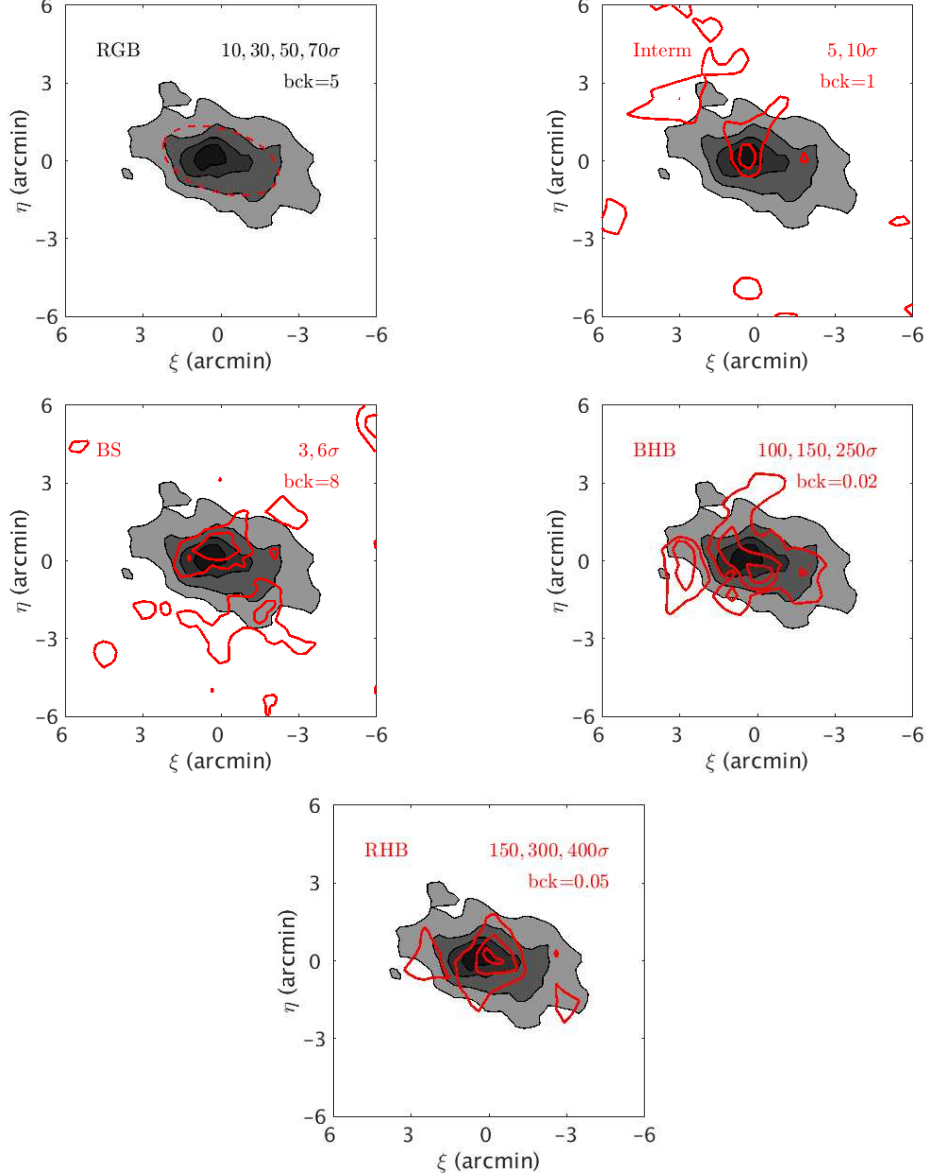 6
RGB
10, 30, 50, 70σ
bck=5
3
0
−3
−6
6
3
0
−3
−6
η (arcmin)
ξ (arcmin)
6
Interm
5, 10σ
bck=1
3
0
−3
−6
6
3
0
−3
−6
η (arcmin)
ξ (arcmin)
6
BS
3, 6σ
bck=8
3
0
−3
−6
6
3
0
−3
−6
η (arcmin)
ξ (arcmin)
6
BHB
100, 150, 250σ
bck=0.02
3
0
−3
−6
6
3
0
−3
−6
η (arcmin)
ξ (arcmin)
6
RHB
150, 300, 400σ
bck=0.05
3
0
−3
−6
6
3
0
−3
−6
η (arcmin)
ξ (arcmin)